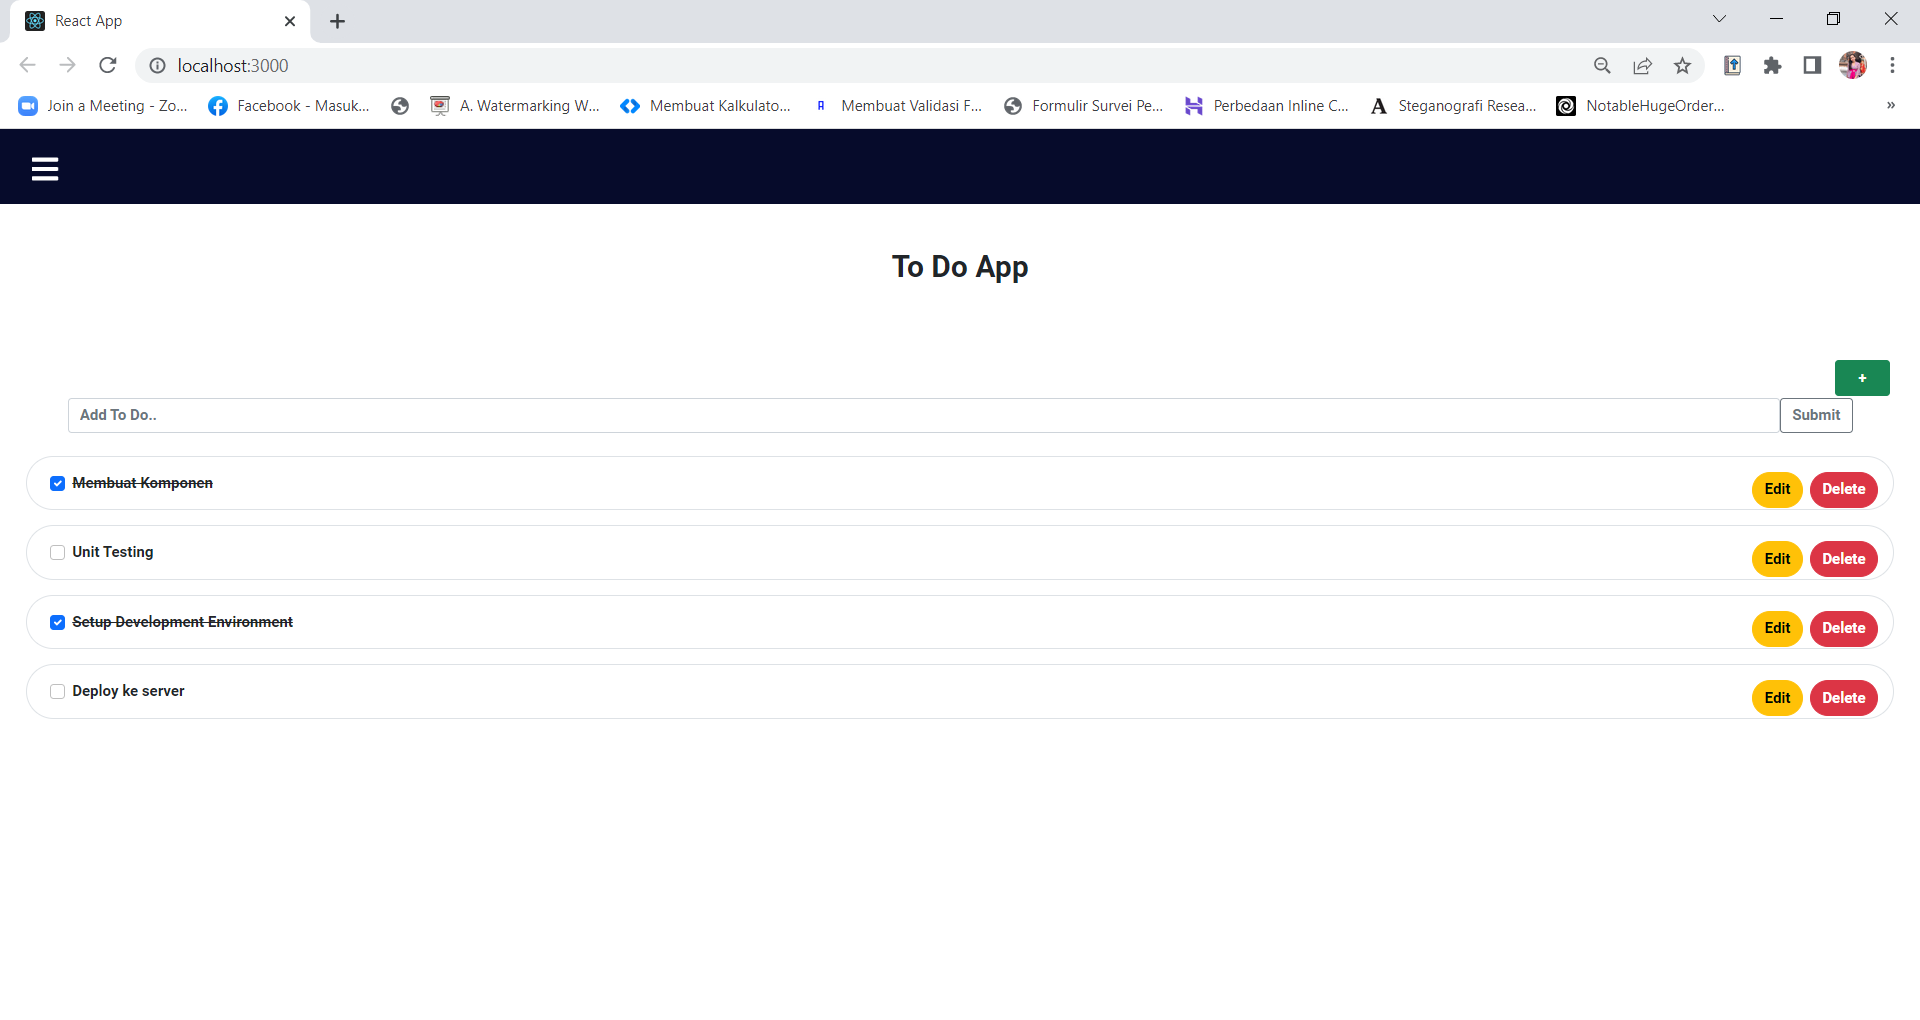 React App
localhost:3000
Join a Meeting - Zo... Facebook - Masuk... A. Watermarking W... Membuat Kalkulato... Membuat Validasi F... Formulir Survei Pe... Perbedaan Inline C... Steganografi Resea... NotableHugeOrder... »
To Do App
+
Add To Do.. Submit
Membuat Komponen Edit Delete
Unit Testing Edit Delete
Setup Development Environment Edit Delete
Deploy ke server Edit Delete